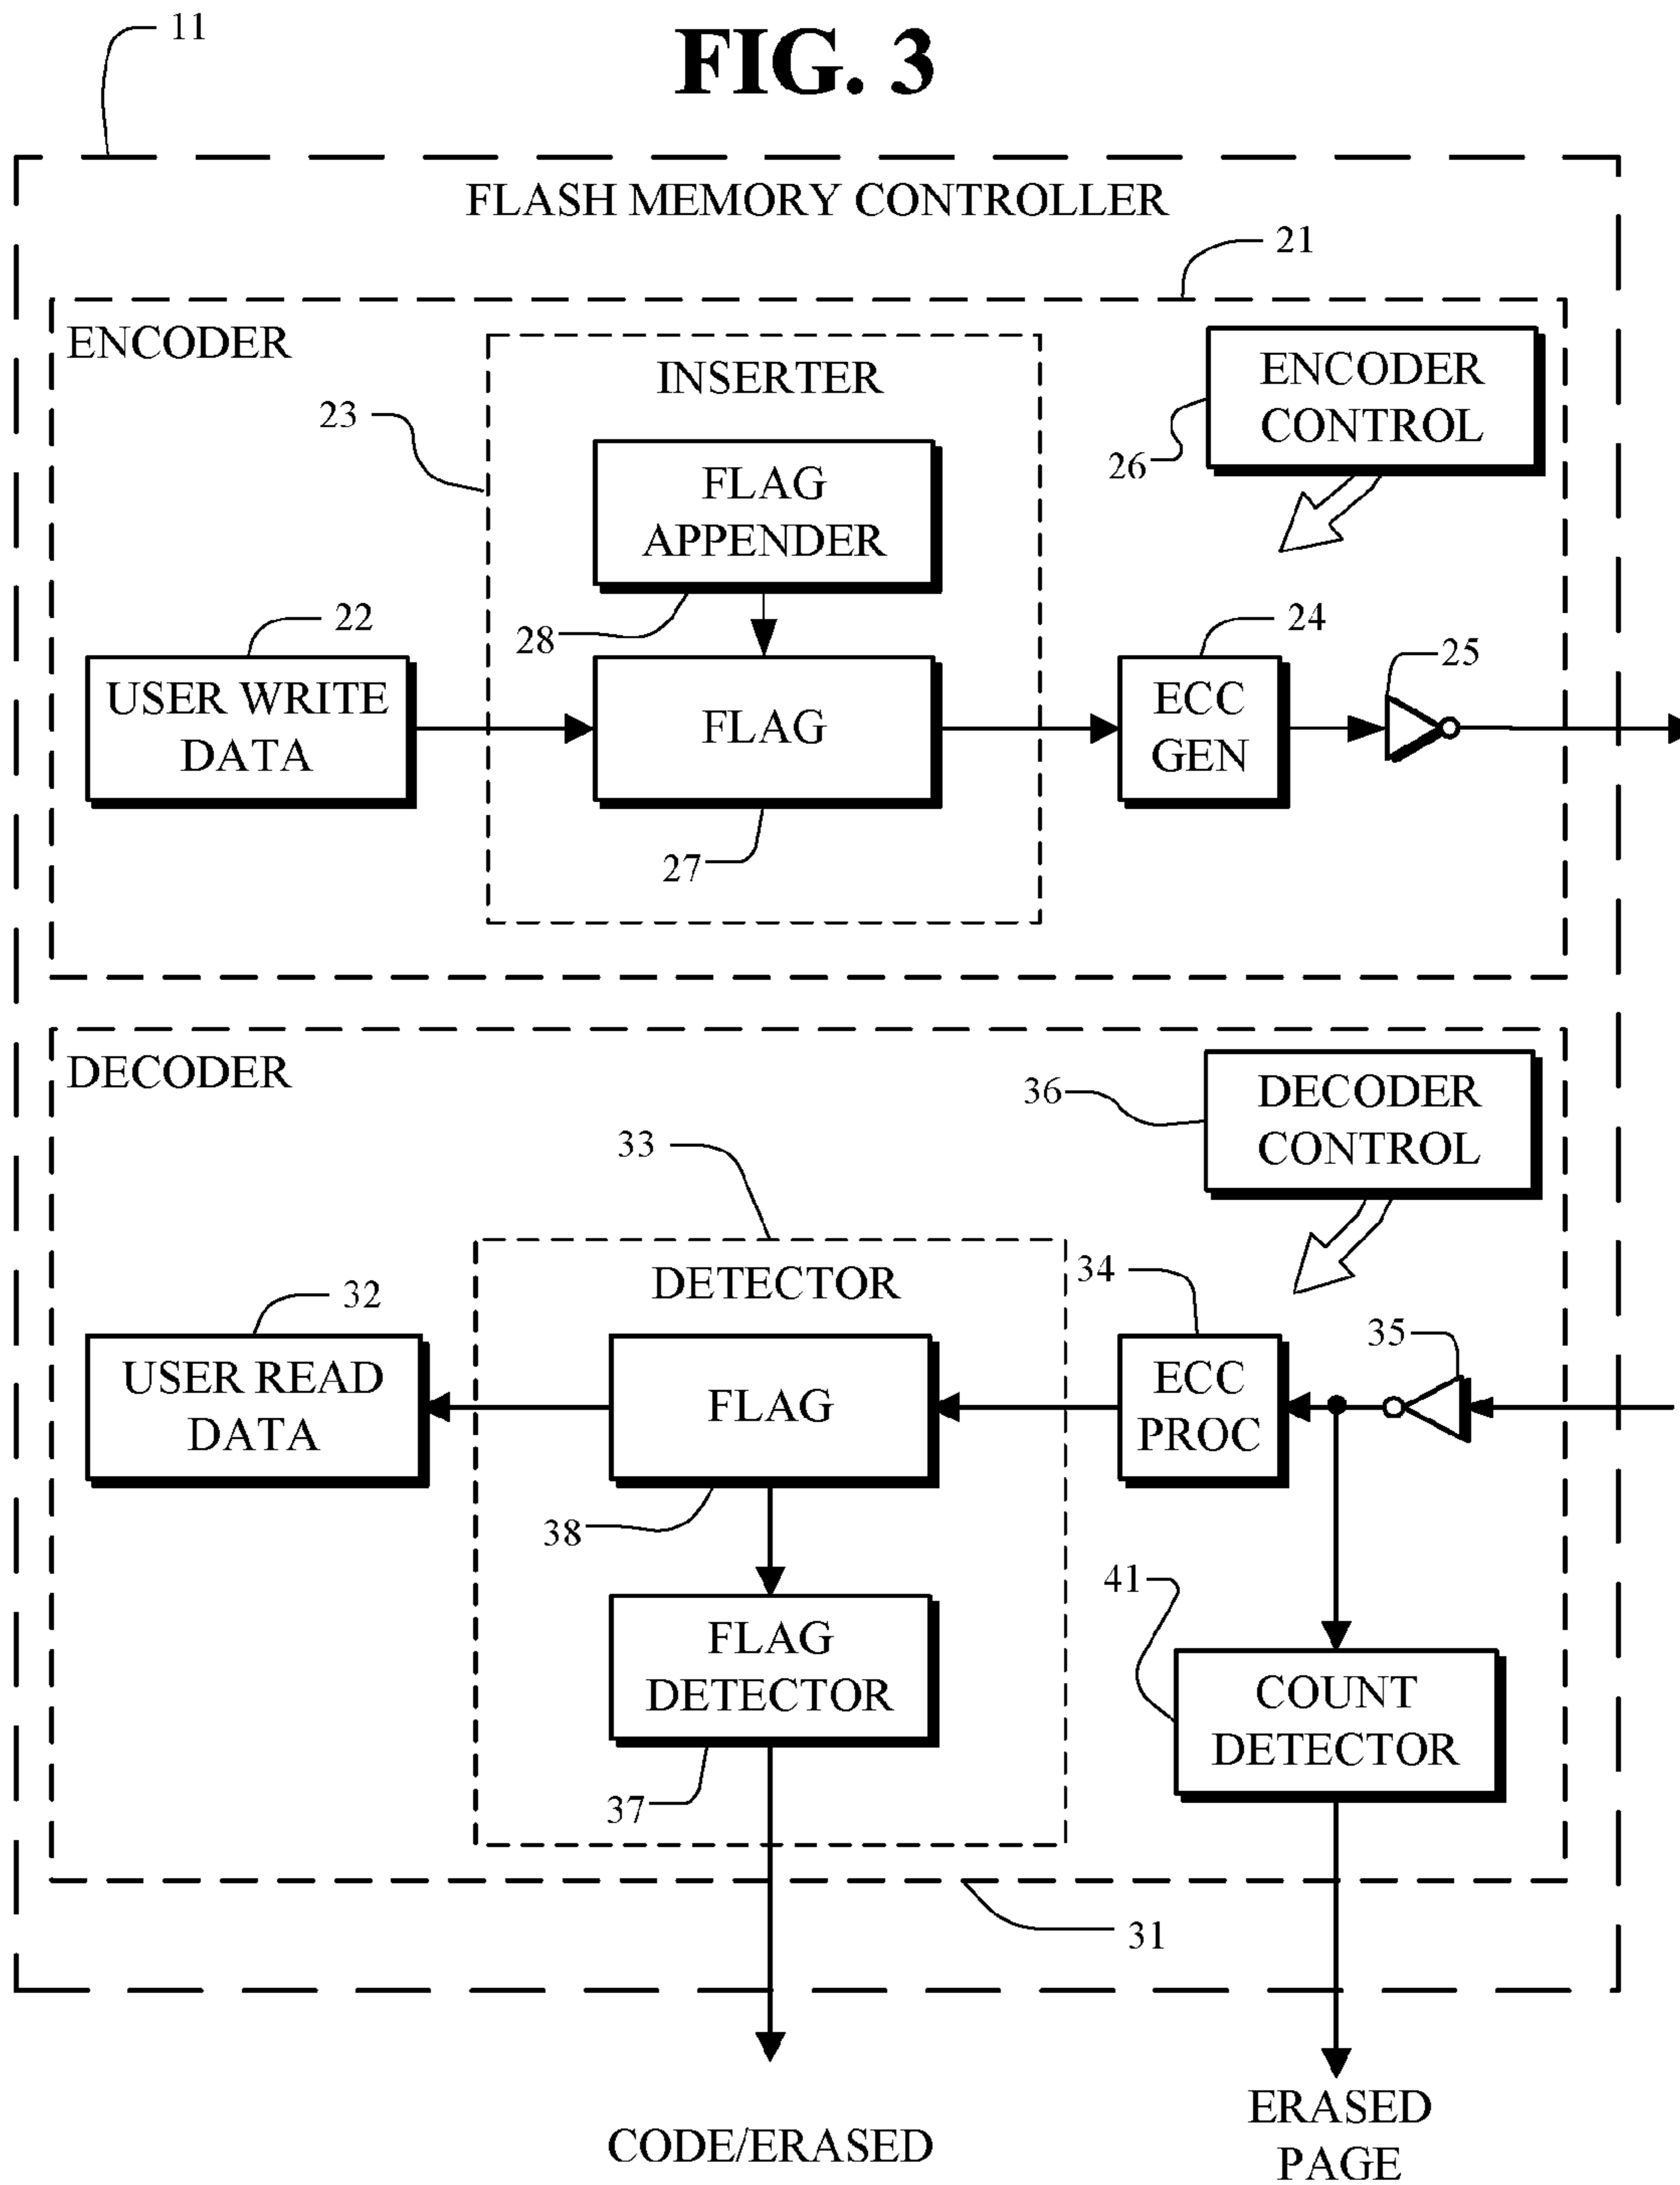 11
FIG. 3
FLASH MEMORY CONTROLLER
21
ENCODER
INSERTER
ENCODER
CONTROL
23
26
FLAG
APPENDER
22
28
24
25
USER WRITE
DATA
FLAG
ECC
GEN
27
DECODER
36
DECODER
CONTROL
33
34
DETECTOR
32
35
USER READ
DATA
FLAG
ECC
PROC
38
41
FLAG
DETECTOR
COUNT
DETECTOR
37
31
CODE/ERASED
ERASED
PAGE